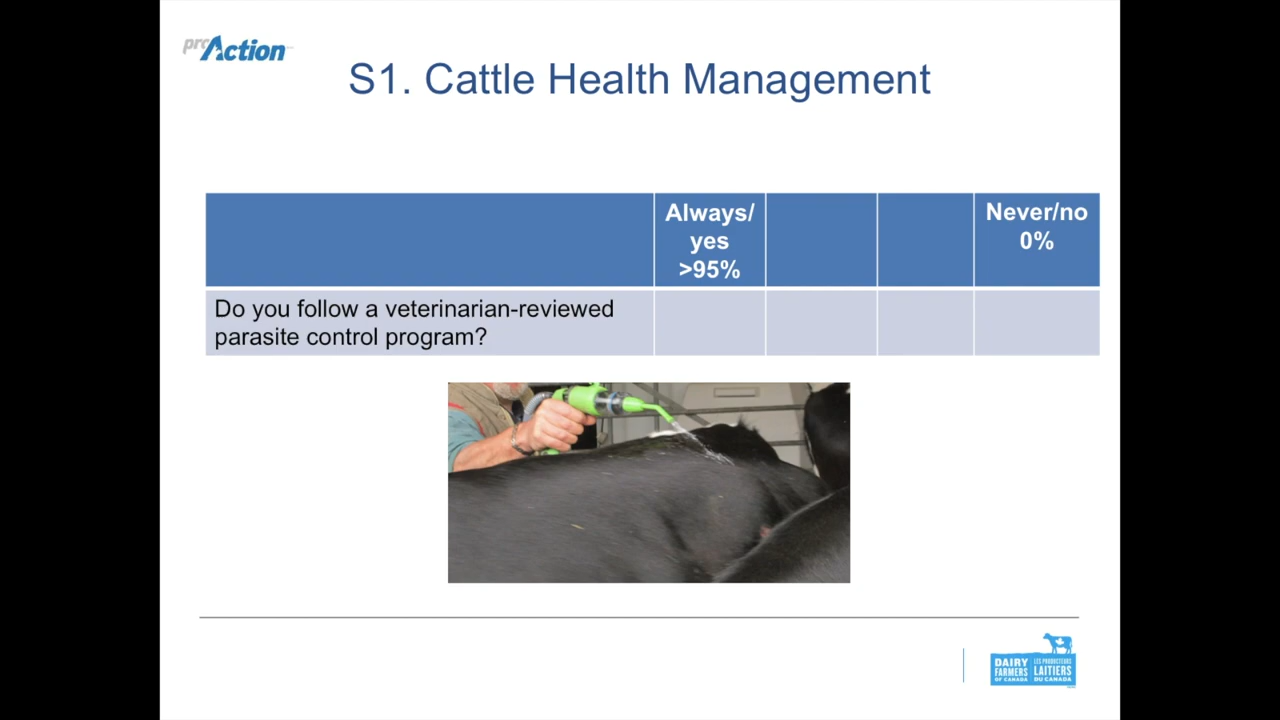 proAction
S1. Cattle Health Management
Always/
yes
>95%
Never/no
0%
Do you follow a veterinarian-reviewed
parasite control program?
DAIRY
FARMERS
OF CANADA
LES PRODUCTEURS
LAITIERS
DU CANADA